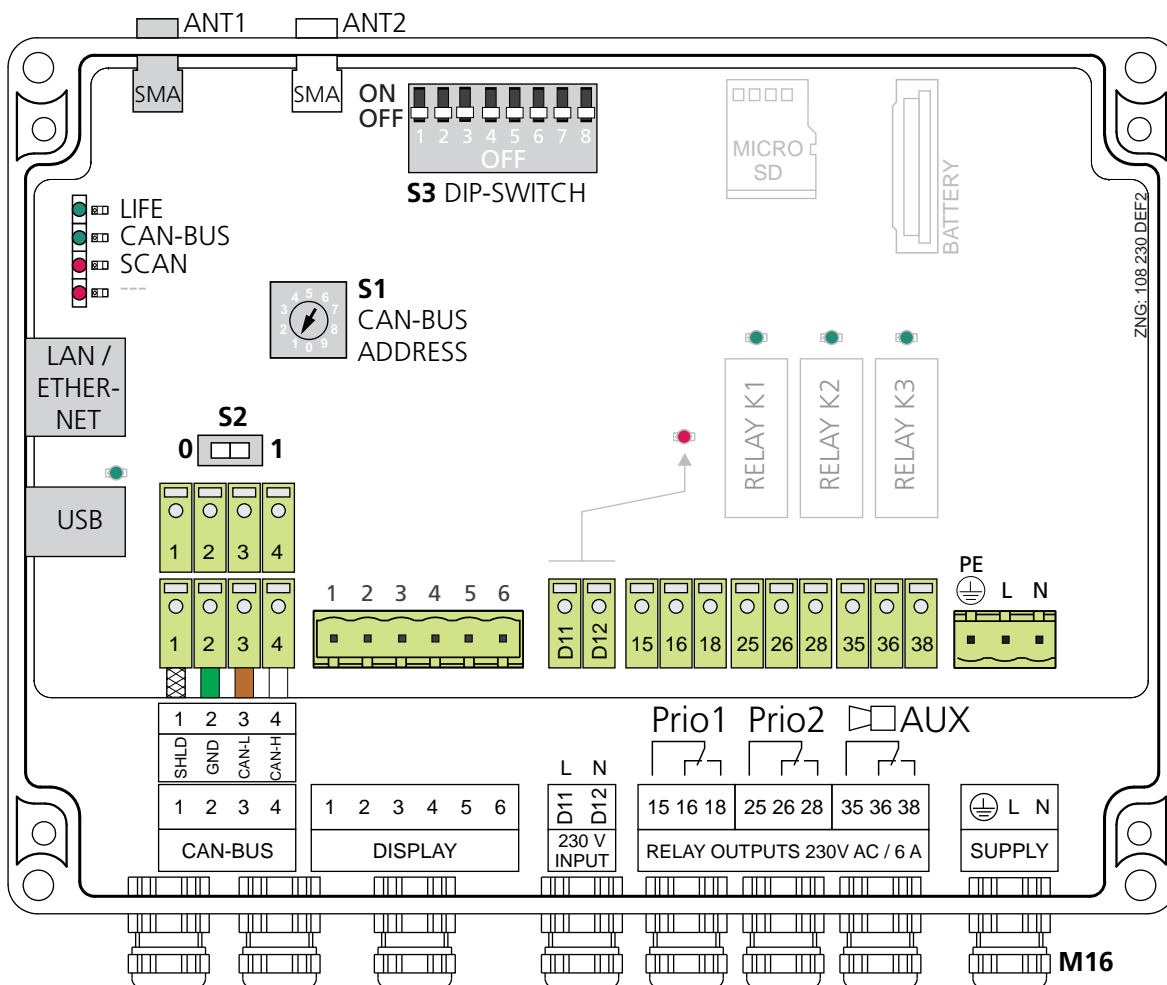 ANT1 ANT2
SMA SMA
ON
OFF
1 2 3 4 5 6 7 8
OFF
S3 DIP-SWITCH
MICRO
SD
BATTERY
ZNG: 108 230 DEF2
LIFE
CAN-BUS
SCAN
---
S1
CAN-BUS
ADDRESS
0 1 2 3 4 5 6 7 8 9
LAN /
ETHER-
NET
S2
0 1
USB
RELAY K1
RELAY K2
RELAY K3
1 2 3 4
1 2 3 4
1 2 3 4 5 6
D11 D12
15 16 18 25 26 28 35 36 38
PE
L N
1 2 3 4
SHLD GND CAN-L CAN-H
1 2 3 4
CAN-BUS
1 2 3 4 5 6
DISPLAY
L N
D11 D12
230 V
INPUT
Prio1 Prio2 AUX
15 16 18 25 26 28 35 36 38
RELAY OUTPUTS 230V AC / 6 A
L N
SUPPLY
M16